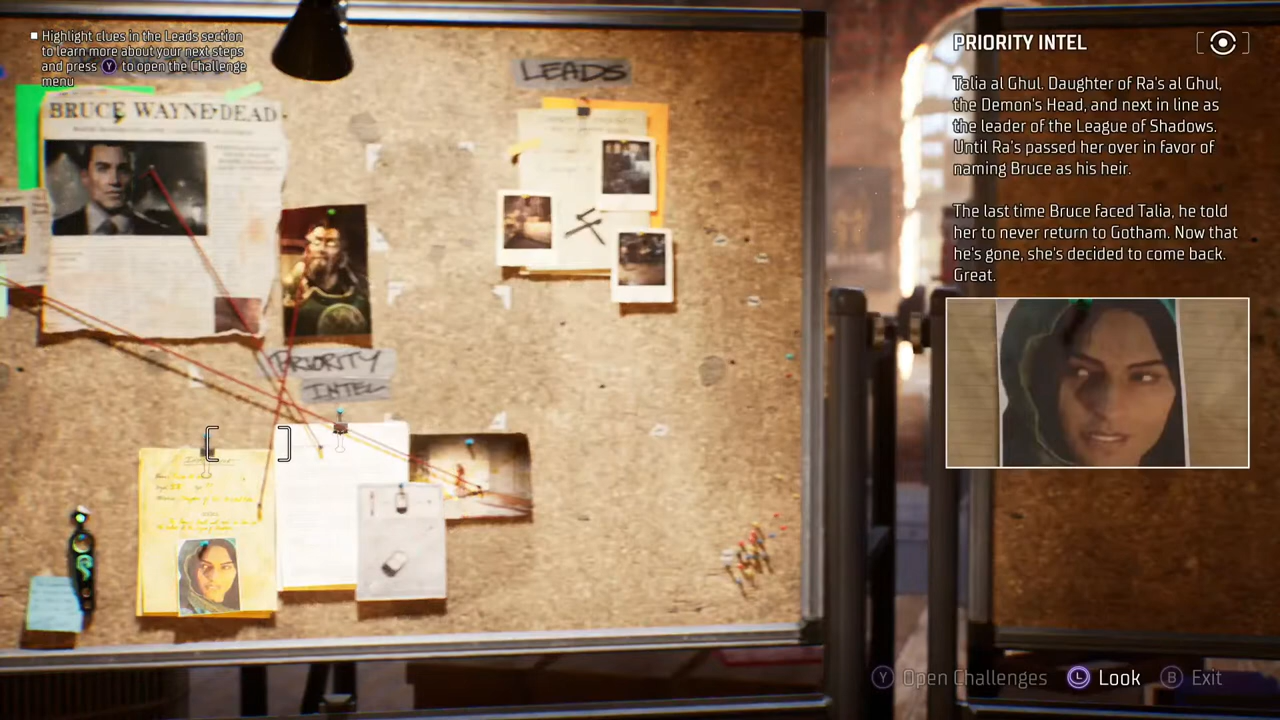 Highlight clues in the Leads section
to learn more about your next steps
and press Y to open the Challenge
menu
BRUCE WAYNE DEAD
LEADS
PRIORITY
INTEL
PRIORITY INTEL
Talia al Ghul. Daughter of Ra's al Ghul,
the Demon's Head, and next in line as
the leader of the League of Shadows.
Until Ra's passed her over in favor of
naming Bruce as his heir.
The last time Bruce faced Talia, he told
her to never return to Gotham. Now that
he's gone, she's decided to come back.
Great.
Y Open Challenges L Look B Exit